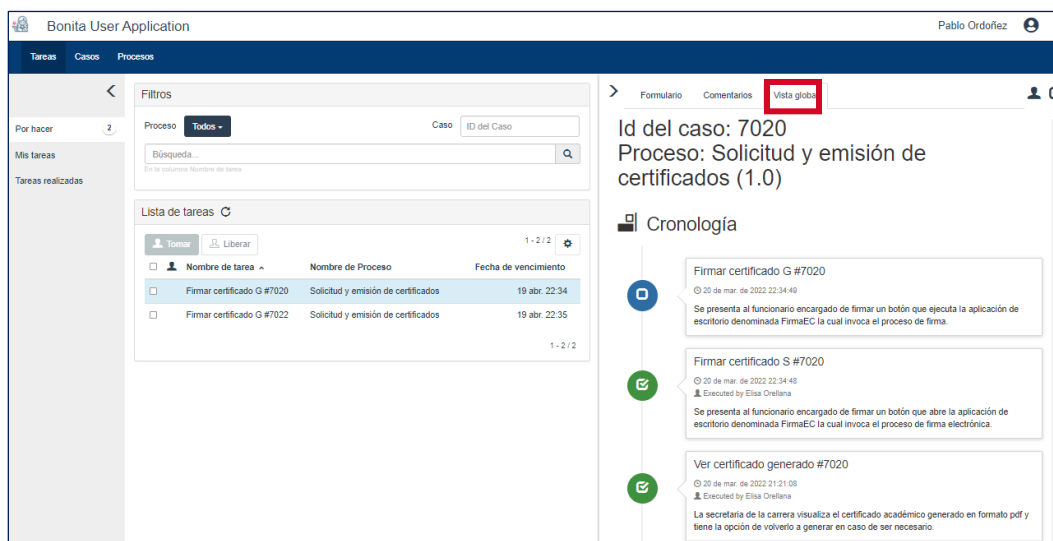 Bonita User Application
Pablo Ordoñez
Tareas Casos Procesos
Por hacer 2
Mis tareas
Tareas realizadas
Filtros
Proceso Todos Caso ID del Caso
Búsqueda...
En la columna Nombre de tarea
Lista de tareas
Tomar Liberar 1 - 2 / 2
Nombre de tarea Nombre de Proceso Fecha de vencimiento
Firmar certificado G #7020 Solicitud y emisión de certificados 19 abr. 22:34
Firmar certificado G #7022 Solicitud y emisión de certificados 19 abr. 22:35
1 - 2 / 2
Formulario Comentarios Vista global
Id del caso: 7020
Proceso: Solicitud y emisión de
certificados (1.0)
Cronología
Firmar certificado G #7020
20 de mar. de 2022 22:34:49
Se presenta al funcionario encargado de firmar un botón que ejecuta la aplicación de
escritorio denominada FirmaEC la cual invoca el proceso de firma.
Firmar certificado S #7020
20 de mar. de 2022 22:34:48
Executed by Elisa Orellana
Se presenta al funcionario encargado de firmar un botón que abre la aplicación de
escritorio denominada FirmaEC la cual invoca el proceso de firma electrónica.
Ver certificado generado #7020
20 de mar. de 2022 21:21:08
Executed by Elisa Orellana
La secretaria de la carrera visualiza el certificado académico generado en formato pdf y
tiene la opción de volverlo a generar en caso de ser necesario.